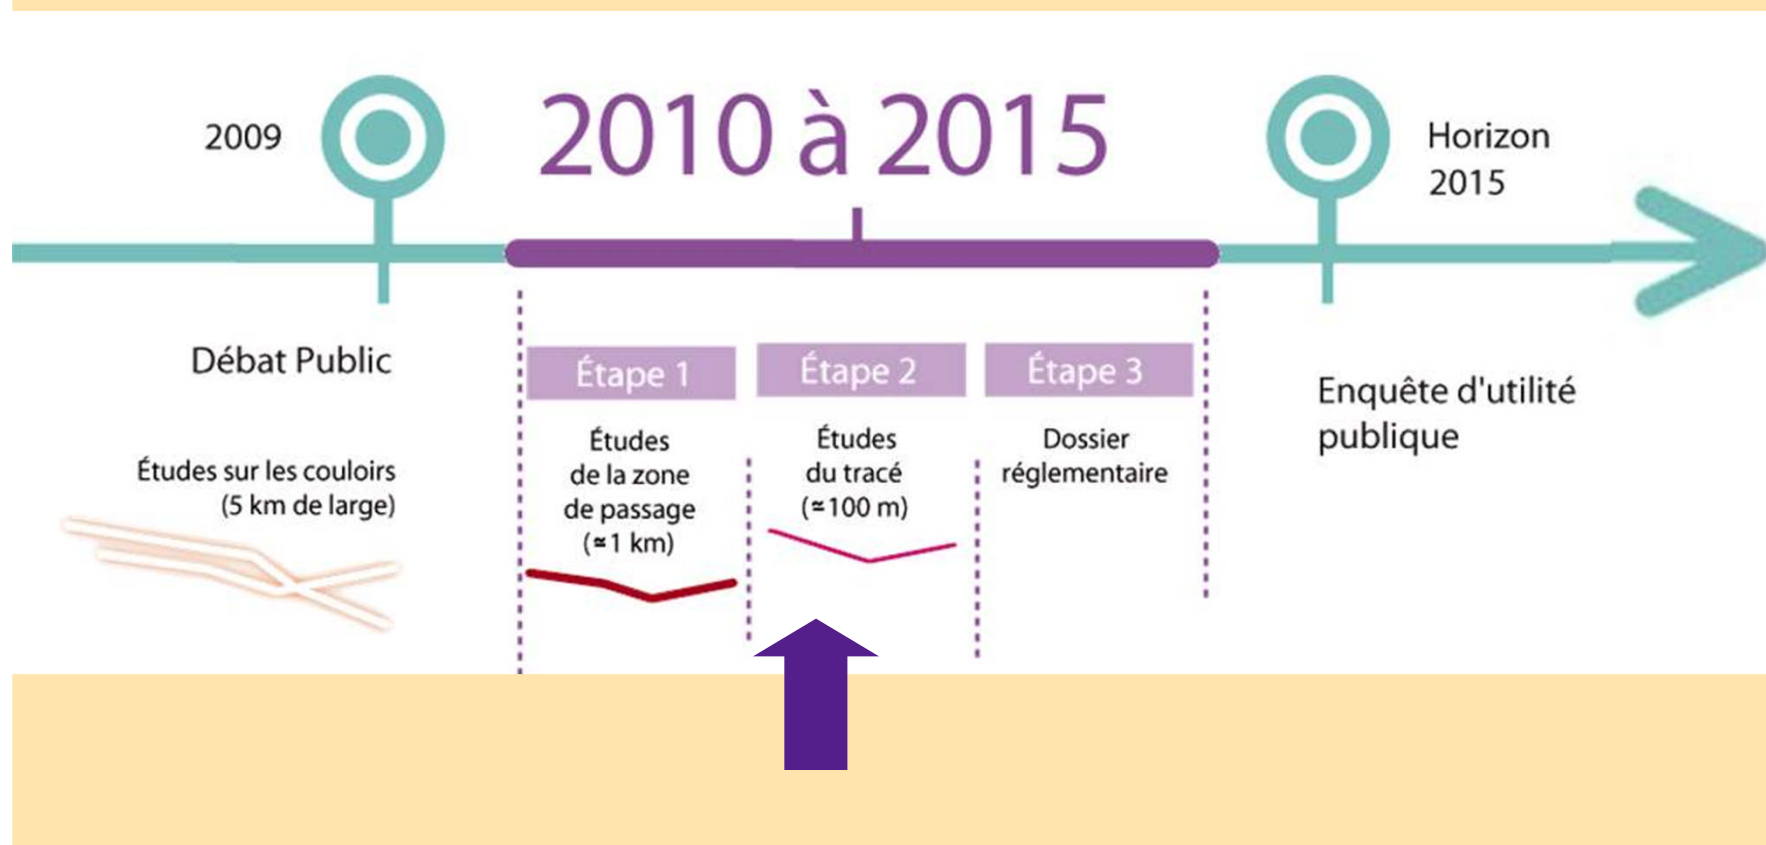 2009
2010 à 2015
Horizon
2015
Débat Public
Études sur les couloirs
(5 km de large)
Étape 1
Études
de la zone
de passage
(≃1 km)
Étape 2
Études
du tracé
(≃100 m)
Étape 3
Dossier
réglementaire
Enquête d'utilité
publique